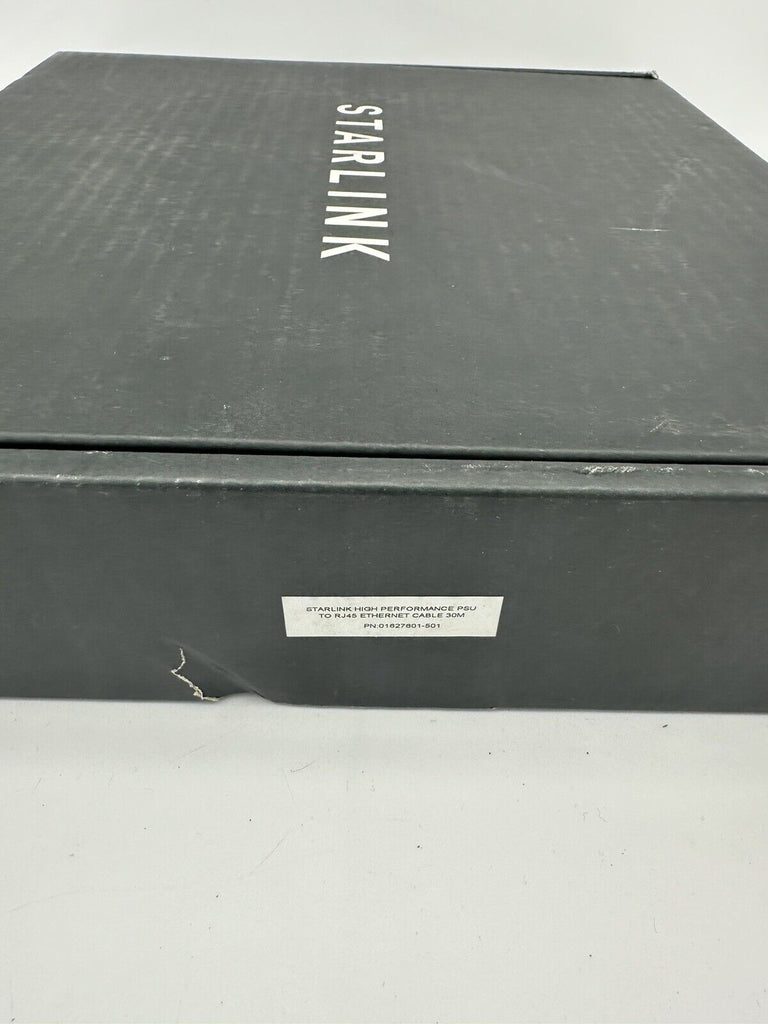 STARLINK
STARLINK HIGH PERFORMANCE PSU
TO RJ45 ETHERNET CABLE 30M
PN:01627801-501